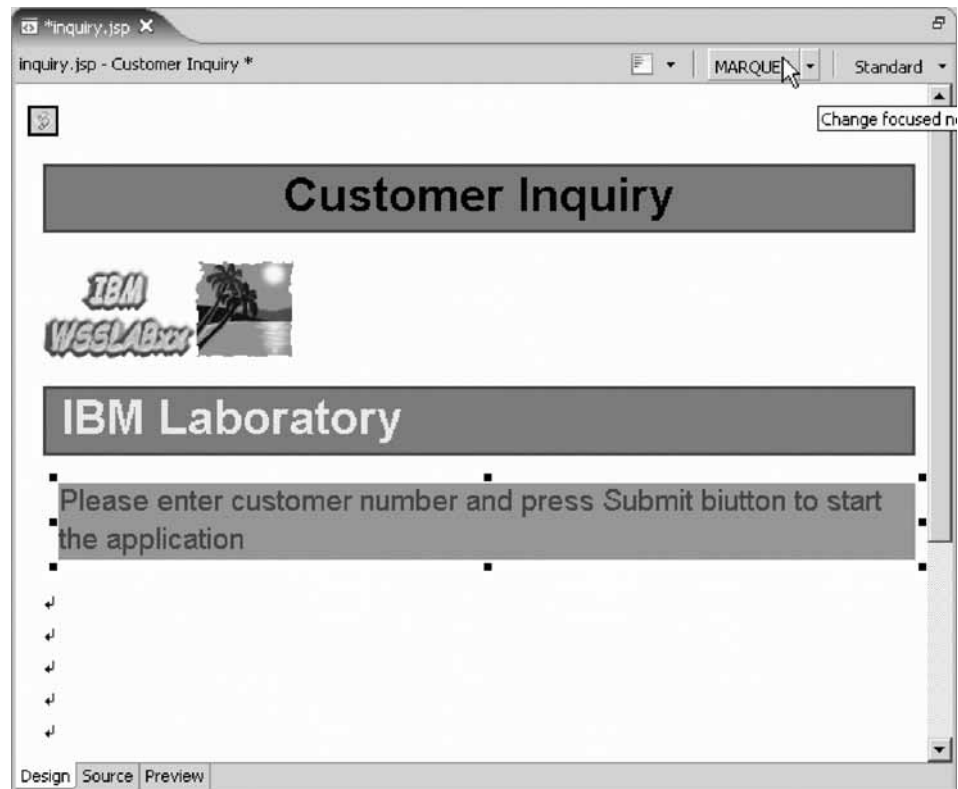 *inquiry.jsp
inquiry.jsp - Customer Inquiry *
MARQUE
Standard
Change focused n
Customer Inquiry
IBM
WSSLABxx
IBM Laboratory
Please enter customer number and press Submit biutton to start
the application
Design Source Preview